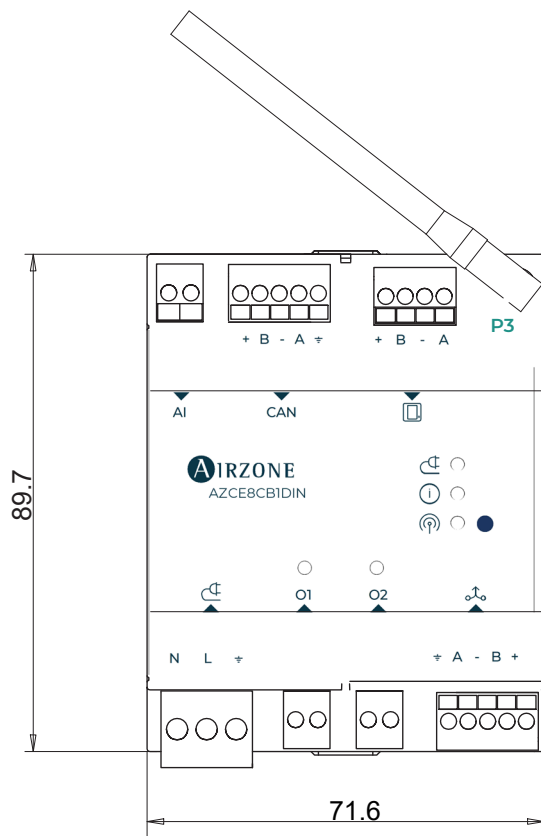 + B - A ⏚
+ B - A
P3
AI
CAN
AIRZONE
AZCE8CB1DIN
i
O1
O2
N L ⏚
⏚ A - B +
89.7
71.6